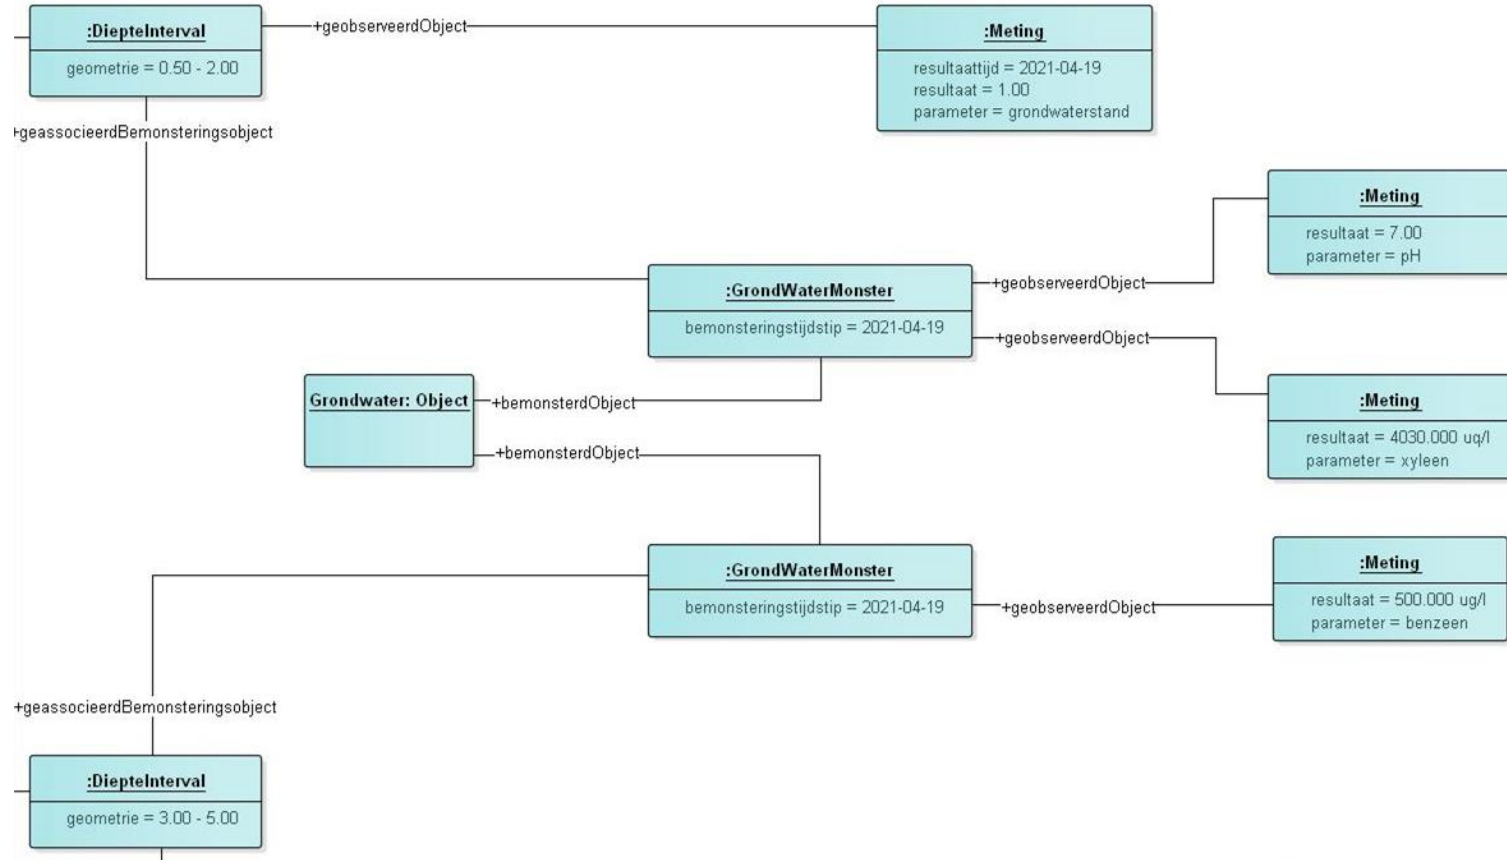 :DiepteInterval
geometrie = 0.50 - 2.00
+geobserveerdObject
:Meting
resultaattijd = 2021-04-19
resultaat = 1.00
parameter = grondwaterstand
+geassocieerdBemonsteringsobject
:Meting
resultaat = 7.00
parameter = pH
:GrondWaterMonster
bemonsteringstijdstip = 2021-04-19
+geobserveerdObject
+geobserveerdObject
Grondwater: Object
+bemonsterdObject
+bemonsterdObject
:Meting
resultaat = 4030.000 uq/l
parameter = xyleen
:GrondWaterMonster
bemonsteringstijdstip = 2021-04-19
+geobserveerdObject
:Meting
resultaat = 500.000 ug/l
parameter = benzeen
+geassocieerdBemonsteringsobject
:DiepteInterval
geometrie = 3.00 - 5.00